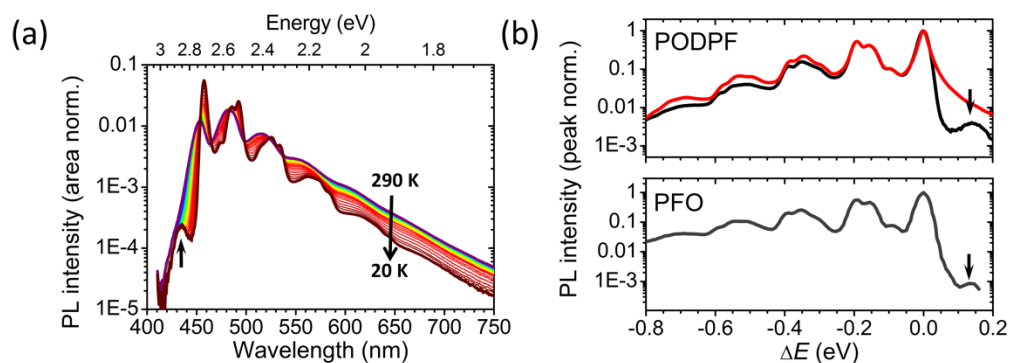 (a)
Energy (eV)
3 2.8 2.6 2.4 2.2 2 1.8
PL intensity (area norm.)
0.1
0.01
1E-3
1E-4
1E-5
290 K
20 K
400 450 500 550 600 650 700 750
Wavelength (nm)
(b)
PL intensity (peak norm.)
PODPF
1
0.1
0.01
1E-3
PFO
1
0.1
0.01
1E-3
-0.8 -0.6 -0.4 -0.2 0.0 0.2
ΔE (eV)